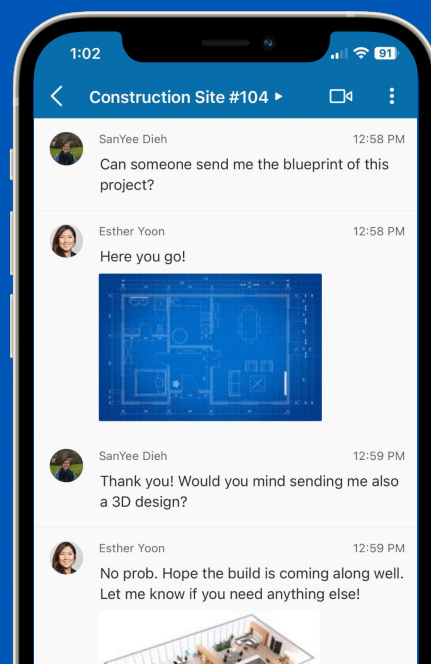 1:02
91
Construction Site #104 ▸
SanYee Dieh
12:58 PM
Can someone send me the blueprint of this
project?
Esther Yoon
12:58 PM
Here you go!
SanYee Dieh
12:59 PM
Thank you! Would you mind sending me also
a 3D design?
Esther Yoon
12:59 PM
No prob. Hope the build is coming along well.
Let me know if you need anything else!